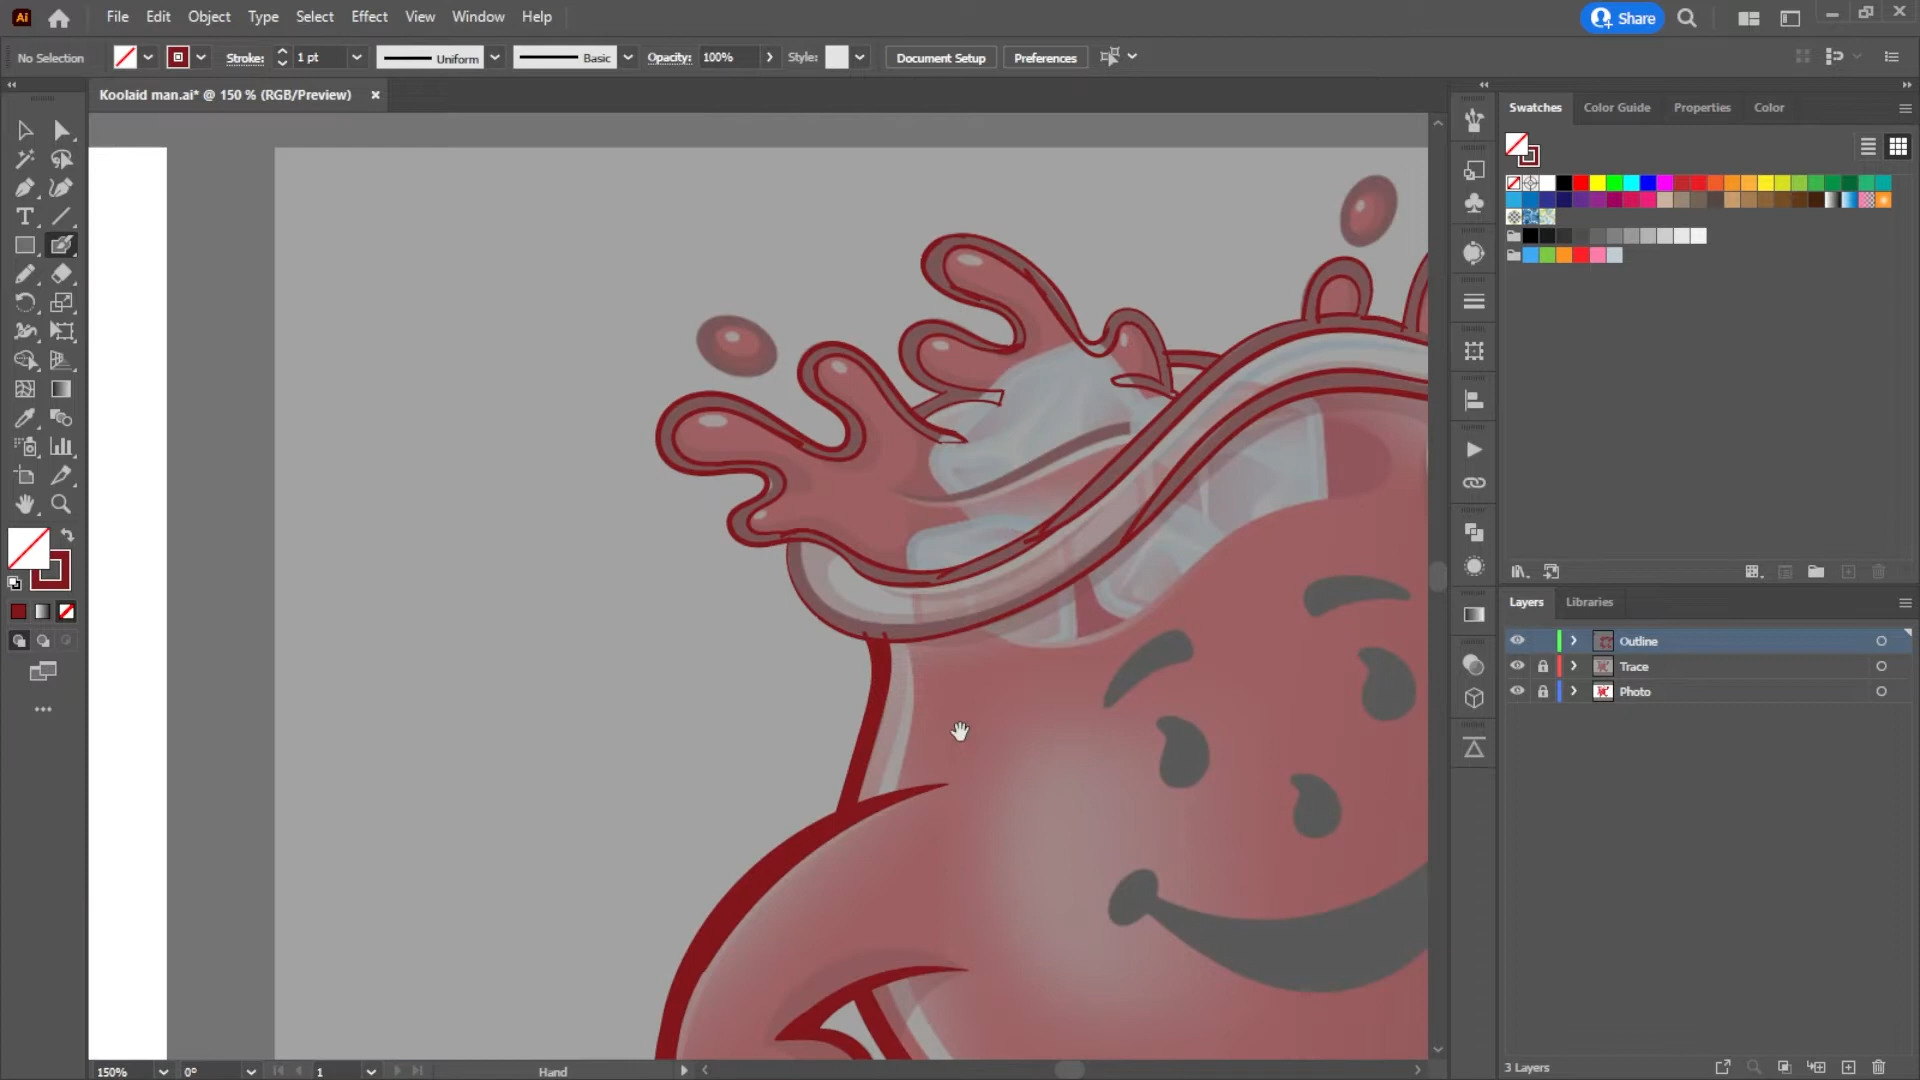 Ai File Edit Object Type Select Effect View Window Help Share
No Selection Stroke: 1 pt Uniform Basic Opacity: 100% Style: Document Setup Preferences
Koolaid man.ai* @ 150 % (RGB/Preview) ×
Swatches Color Guide Properties Color
T
Layers Libraries
Outline
Trace
Photo
150% 0° 1 Hand 3 Layers